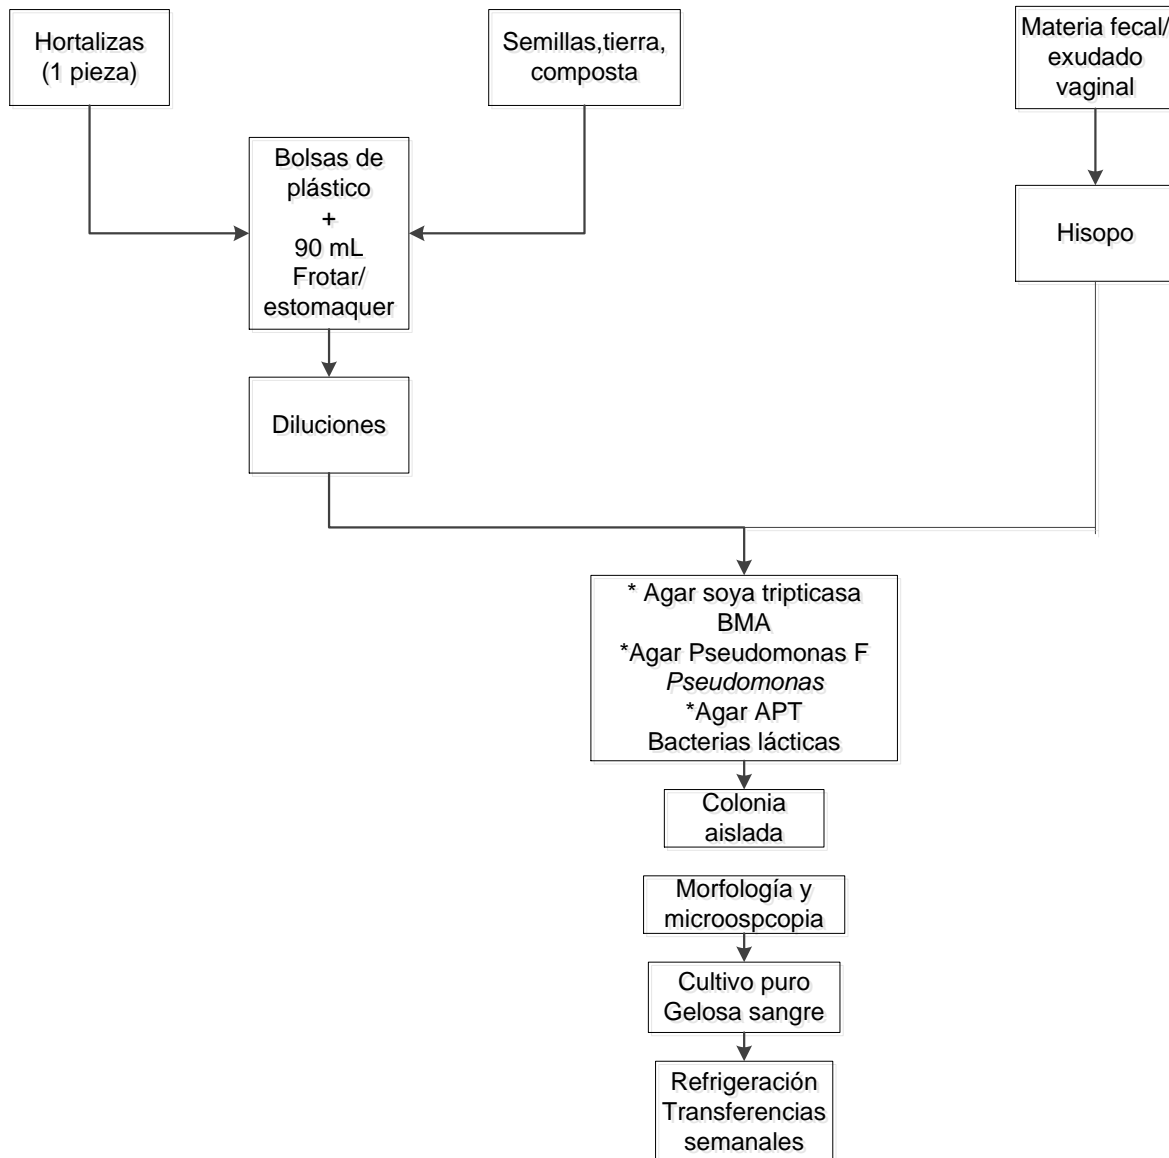 Hortalizas
(1 pieza)
Semillas,tierra,
composta
Materia fecal/
exudado
vaginal
Bolsas de
plástico
+
90 mL
Frotar/
estomaquer
Hisopo
Diluciones
* Agar soya tripticasa
BMA
*Agar Pseudomonas F
Pseudomonas
*Agar APT
Bacterias lácticas
Colonia
aislada
Morfología y
microospcopia
Cultivo puro
Gelosa sangre
Refrigeración
Transferencias
semanales